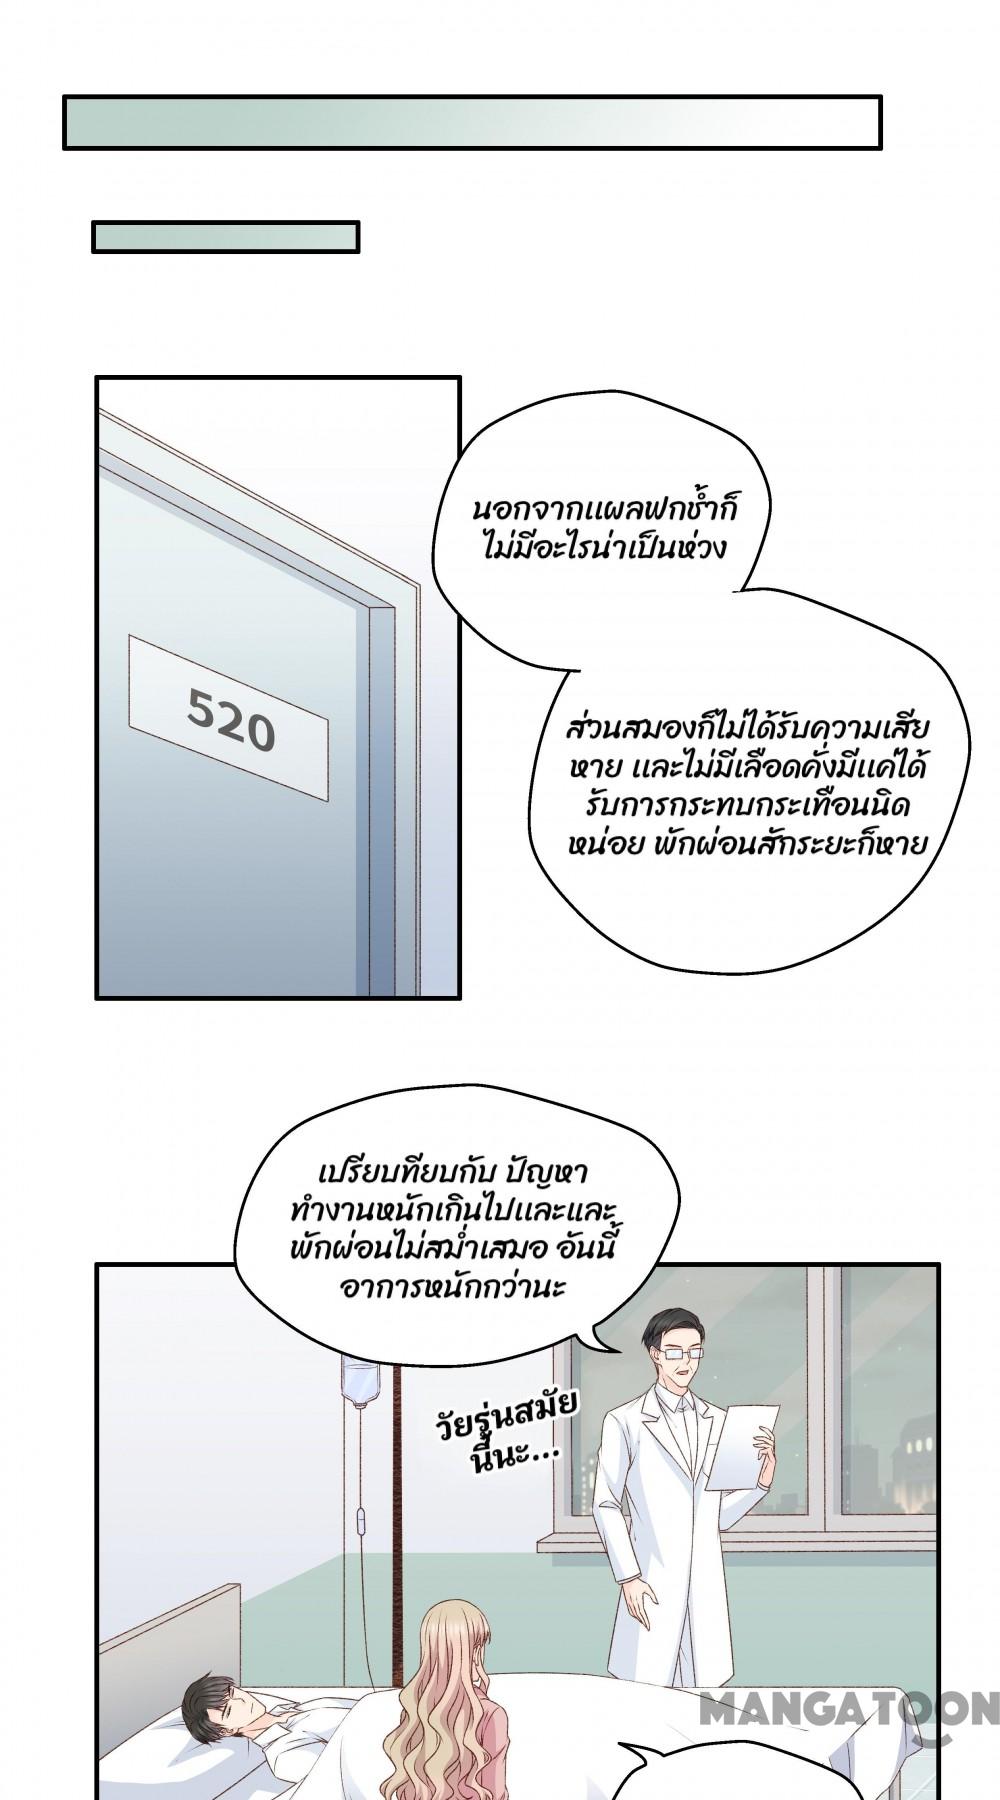 นอกจากแผลฟกช้ำก็
ไม่มีอะไรน่าเป็นห่วง
520
ส่วนสมองก็ไม่ได้รับความเสีย
หาย และไม่มีเลือดคั่งมีแค่ได้
รับการกระทบกระเทือนนิด
หน่อย พักผ่อนสักระยะก็หาย
เปรียบเทียบกับ ปัญหา
ทำงานหนักเกินไปและและ
พักผ่อนไม่สม่ำเสมอ อันนี้
อาการหนักกว่านะ
วัยรุ่นสมัย
นี้นะ...
MANGATOON